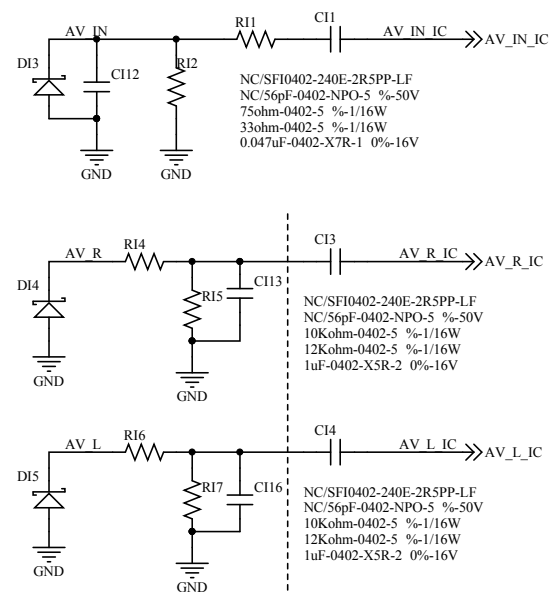 RI1
CI1
AV_IN
AV_IN_IC
AV_IN_IC
DI3
CI12
RI2
NC/SFI0402-240E-2R5PP-LF
NC/56pF-0402-NPO-5 %-50V
75ohm-0402-5 %-1/16W
33ohm-0402-5 %-1/16W
0.047uF-0402-X7R-1 0%-16V
GND
GND
AV_R
RI4
CI3
AV_R_IC
AV_R_IC
DI4
RI5
CI13
NC/SFI0402-240E-2R5PP-LF
NC/56pF-0402-NPO-5 %-50V
10Kohm-0402-5 %-1/16W
12Kohm-0402-5 %-1/16W
1uF-0402-X5R-2 0%-16V
GND
GND
AV_L
RI6
CI4
AV_L_IC
AV_L_IC
DI5
RI7
CI16
NC/SFI0402-240E-2R5PP-LF
NC/56pF-0402-NPO-5 %-50V
10Kohm-0402-5 %-1/16W
12Kohm-0402-5 %-1/16W
1uF-0402-X5R-2 0%-16V
GND
GND